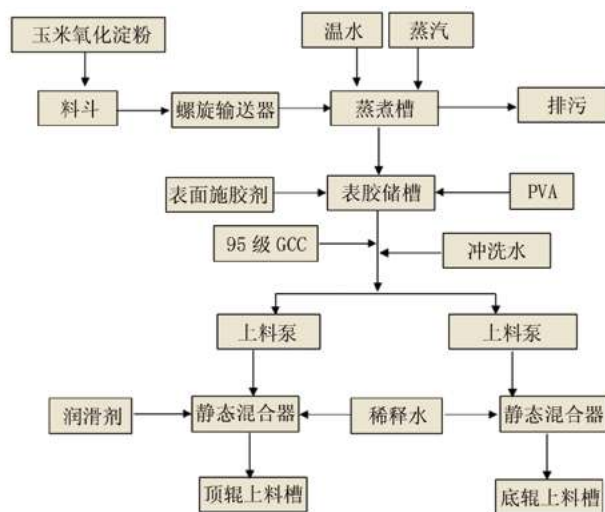 玉米氧化淀粉
温水
蒸汽
料斗
螺旋输送器
蒸煮槽
排污
表面施胶剂
表胶储槽
PVA
95 级 GCC
冲洗水
上料泵
上料泵
润滑剂
静态混合器
稀释水
静态混合器
顶辊上料槽
底辊上料槽